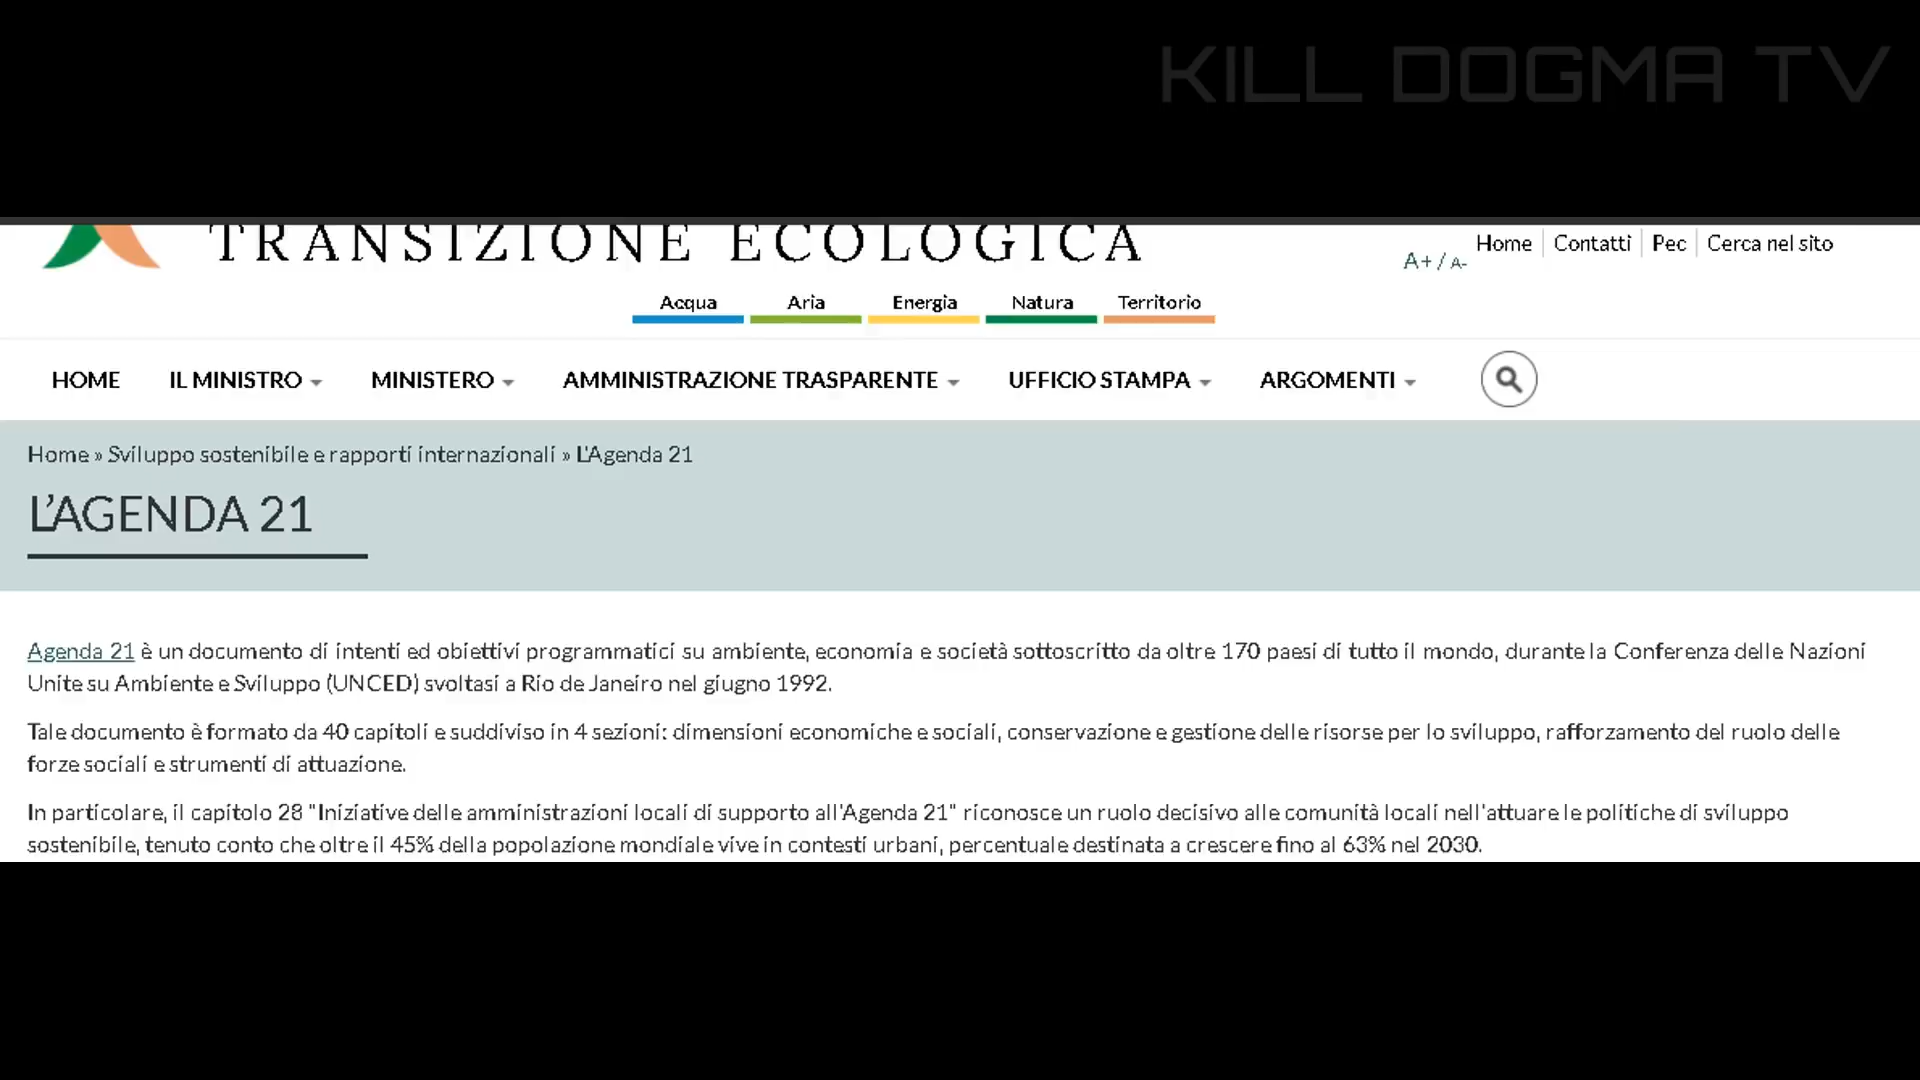 KILL DOGMA TV
TRANSIZIONE ECOLOGICA
A+ / A-
Home
Contatti
Pec
Cerca nel sito
Acqua
Aria
Energia
Natura
Territorio
HOME
IL MINISTRO
MINISTERO
AMMINISTRAZIONE TRASPARENTE
UFFICIO STAMPA
ARGOMENTI
Home » Sviluppo sostenibile e rapporti internazionali » L'Agenda 21
L'AGENDA 21
Agenda 21 è un documento di intenti ed obiettivi programmatici su ambiente, economia e società sottoscritto da oltre 170 paesi di tutto il mondo, durante la Conferenza delle Nazioni
Unite su Ambiente e Sviluppo (UNCED) svoltasi a Rio de Janeiro nel giugno 1992.
Tale documento è formato da 40 capitoli e suddiviso in 4 sezioni: dimensioni economiche e sociali, conservazione e gestione delle risorse per lo sviluppo, rafforzamento del ruolo delle
forze sociali e strumenti di attuazione.
In particolare, il capitolo 28 "Iniziative delle amministrazioni locali di supporto all'Agenda 21" riconosce un ruolo decisivo alle comunità locali nell'attuare le politiche di sviluppo
sostenibile, tenuto conto che oltre il 45% della popolazione mondiale vive in contesti urbani, percentuale destinata a crescere fino al 63% nel 2030.